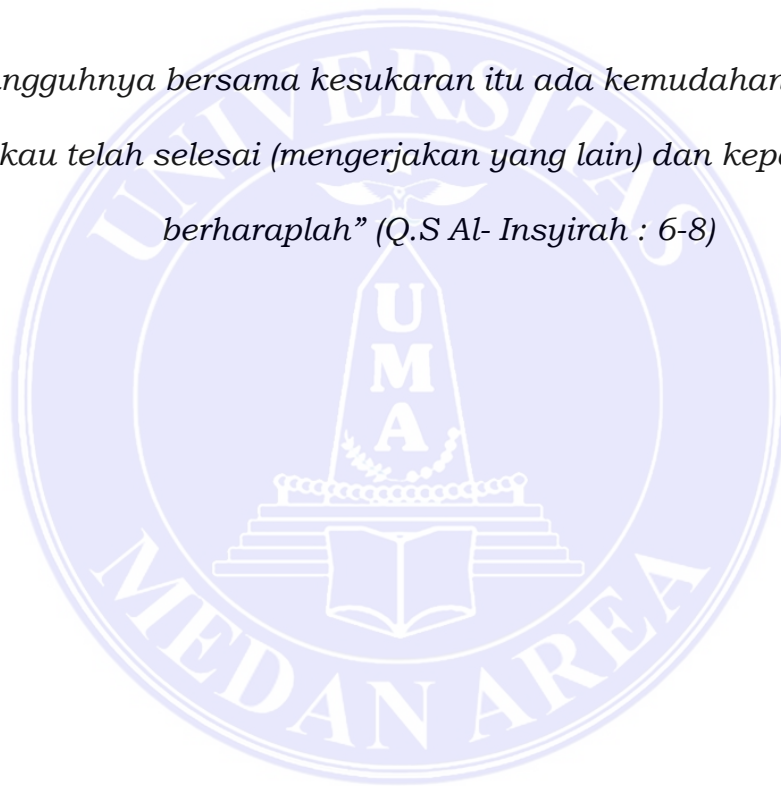 ngguhnya bersama kesukaran itu ada kemudahan
kau telah selesai (mengerjakan yang lain) dan kep
berharaplah” (Q.S Al- Insyirah : 6-8)
UNIVERSITAS
UMA
MEDAN AREA